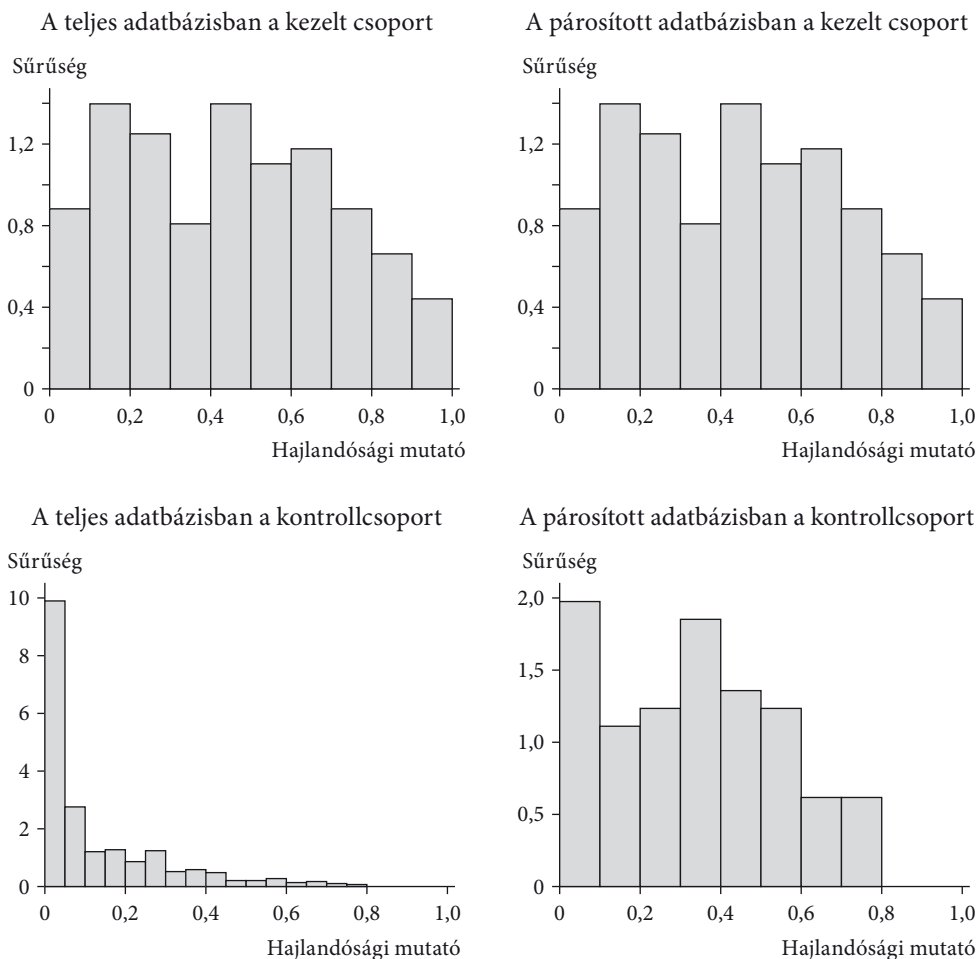 A teljes adatbázisban a kezelt csoport
Sűrűség
1,2
0,8
0,4
0
0 0,2 0,4 0,6 0,8 1,0
Hajlandósági mutató
A párosított adatbázisban a kezelt csoport
Sűrűség
1,2
0,8
0,4
0
0 0,2 0,4 0,6 0,8 1,0
Hajlandósági mutató
A teljes adatbázisban a kontrollcsoport
Sűrűség
10
8
6
4
2
0
0 0,2 0,4 0,6 0,8 1,0
Hajlandósági mutató
A párosított adatbázisban a kontrollcsoport
Sűrűség
2,0
1,5
1,0
0,5
0
0 0,2 0,4 0,6 0,8 1,0
Hajlandósági mutató